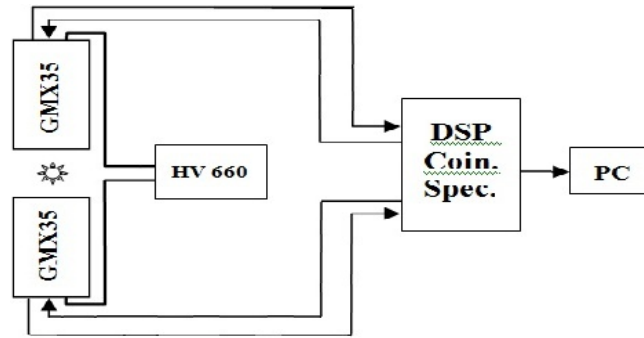 GMX35
HV 660
GMX35
DSP
Coin.
Spec.
PC